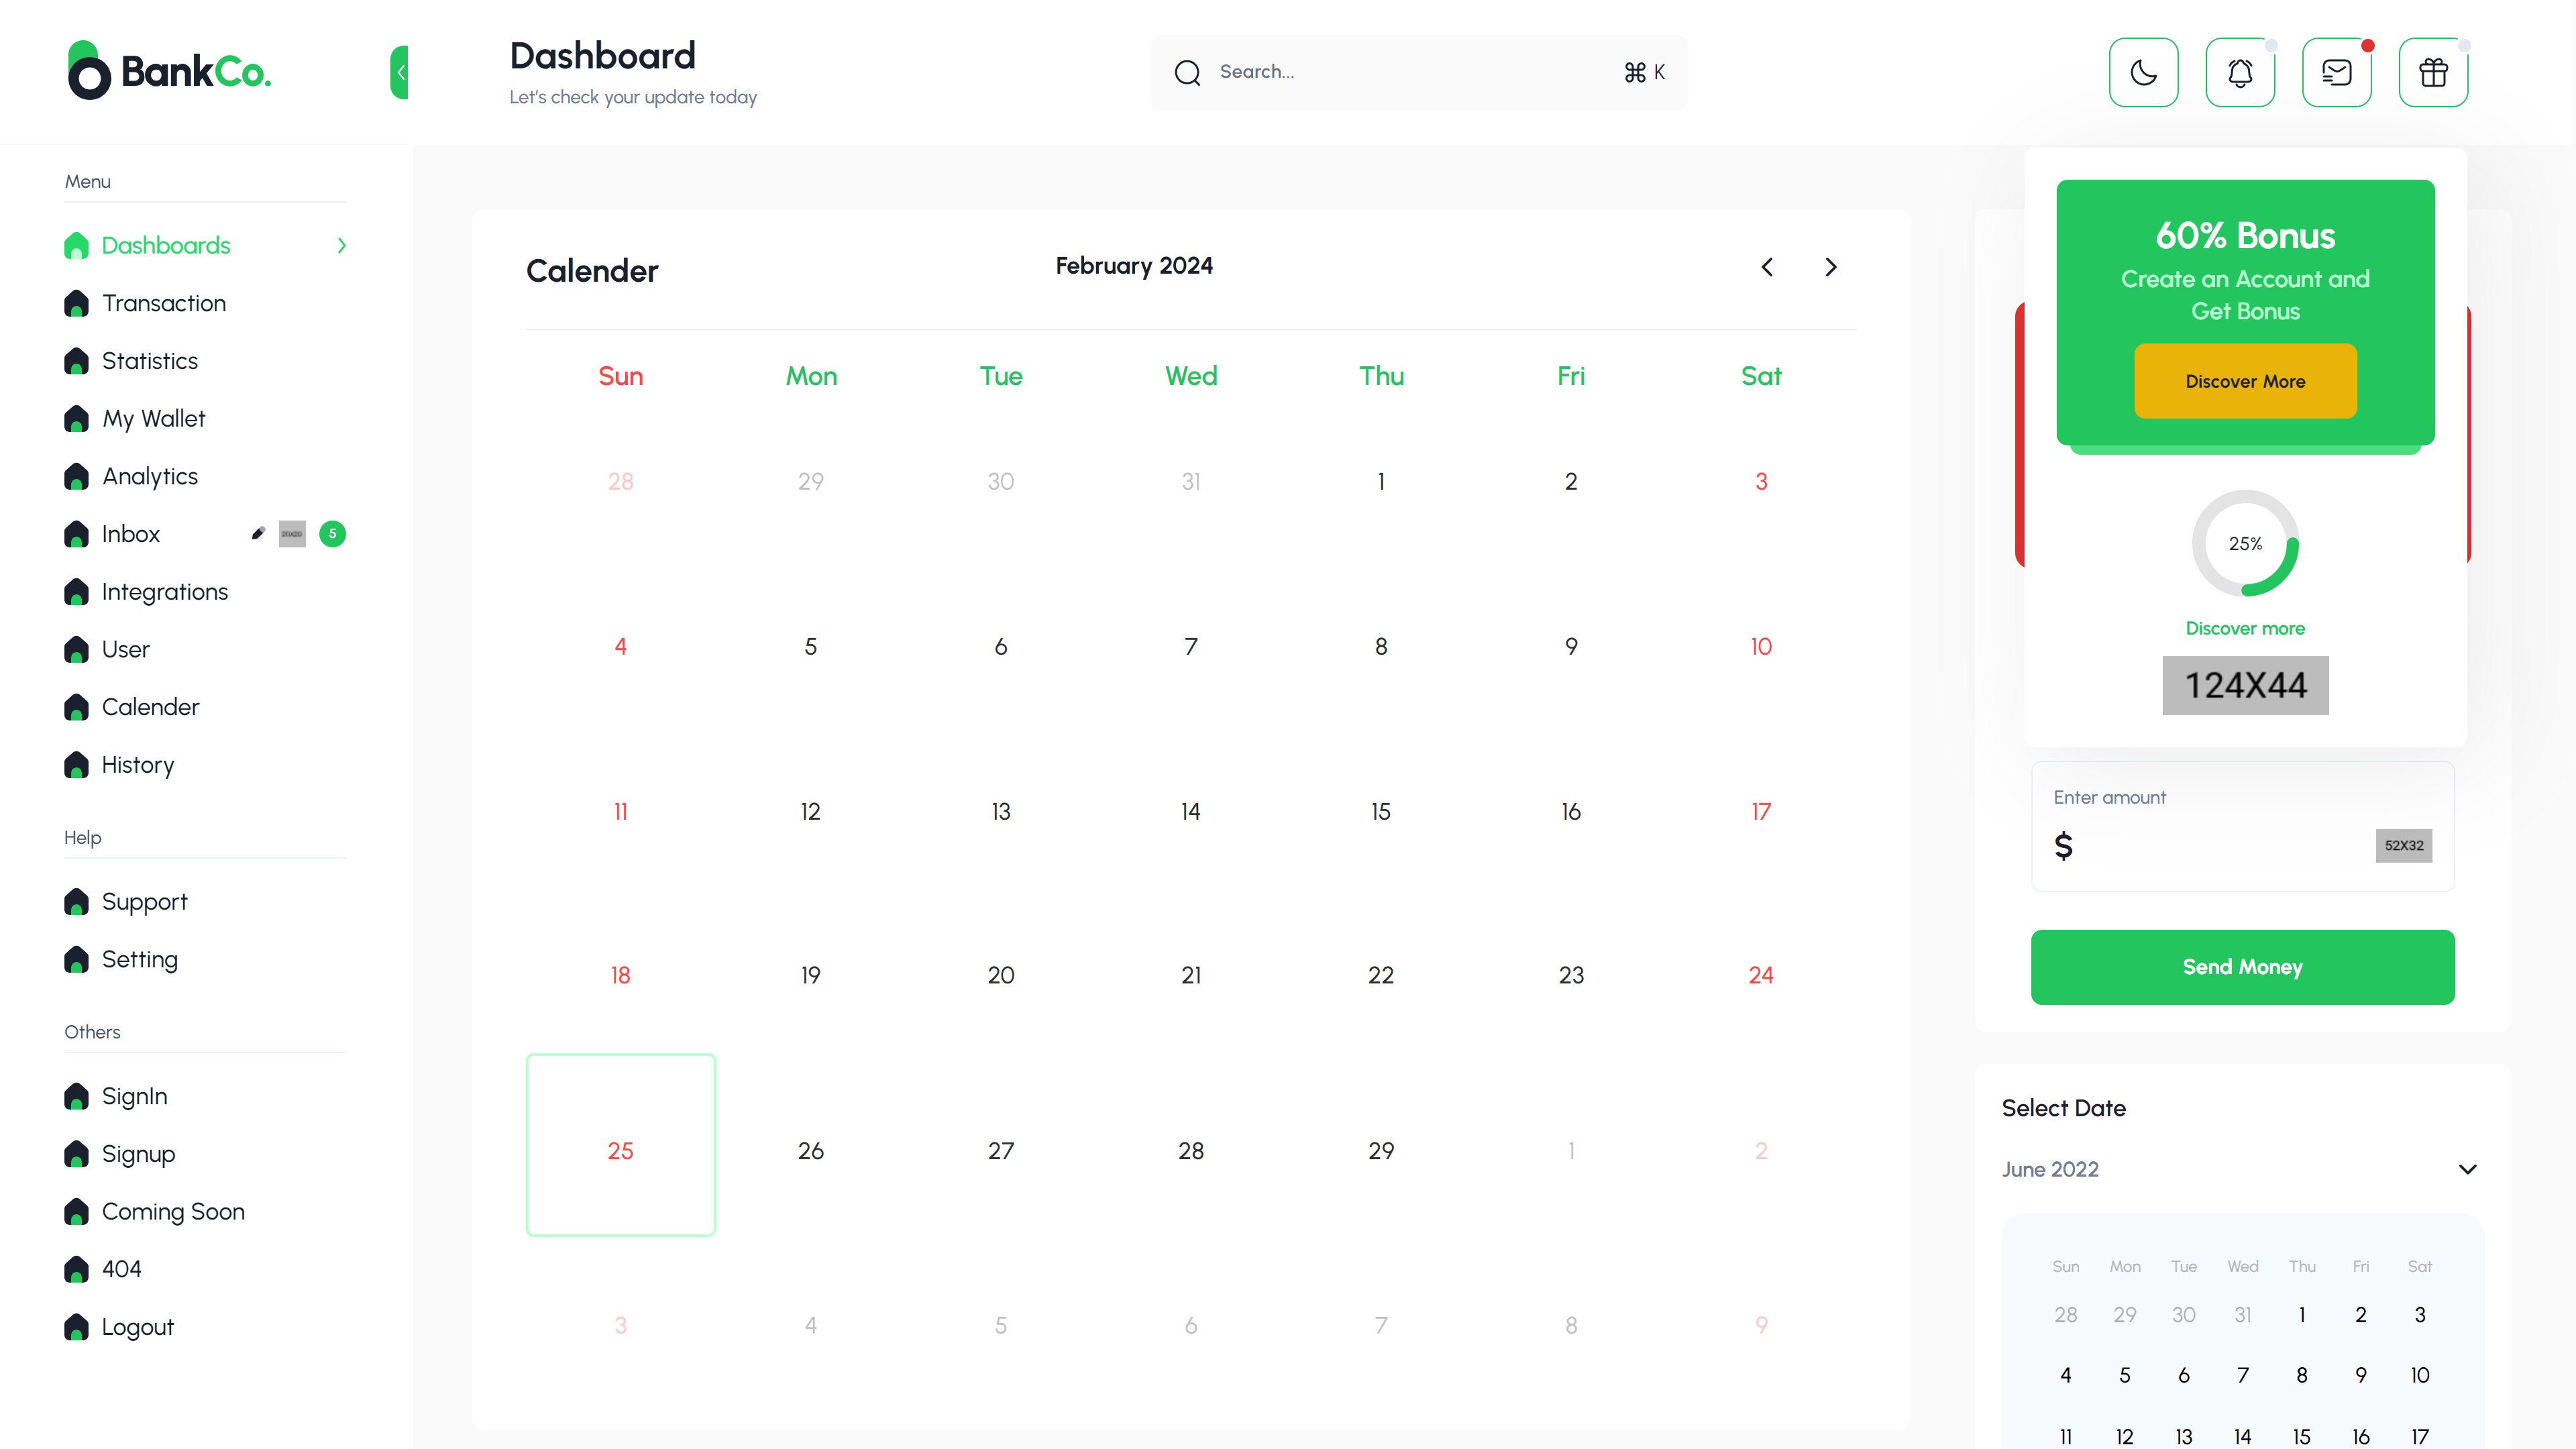 BankCo.
Dashboard
Let's check your update today
Search...
⌘ K
Menu
Dashboards
Transaction
Statistics
My Wallet
Analytics
Inbox 20X20 5
Integrations
User
Calender
History
Help
Support
Setting
Others
SignIn
Signup
Coming Soon
404
Logout
Calender
February 2024
Sun Mon Tue Wed Thu Fri Sat
28 29 30 31 1 2 3
4 5 6 7 8 9 10
11 12 13 14 15 16 17
18 19 20 21 22 23 24
25 26 27 28 29 1 2
3 4 5 6 7 8 9
60% Bonus
Create an Account and
Get Bonus
Discover More
25%
Discover more
124X44
Enter amount
$ 52X32
Send Money
Select Date
June 2022
Sun Mon Tue Wed Thu Fri Sat
28 29 30 31 1 2 3
4 5 6 7 8 9 10
11 12 13 14 15 16 17